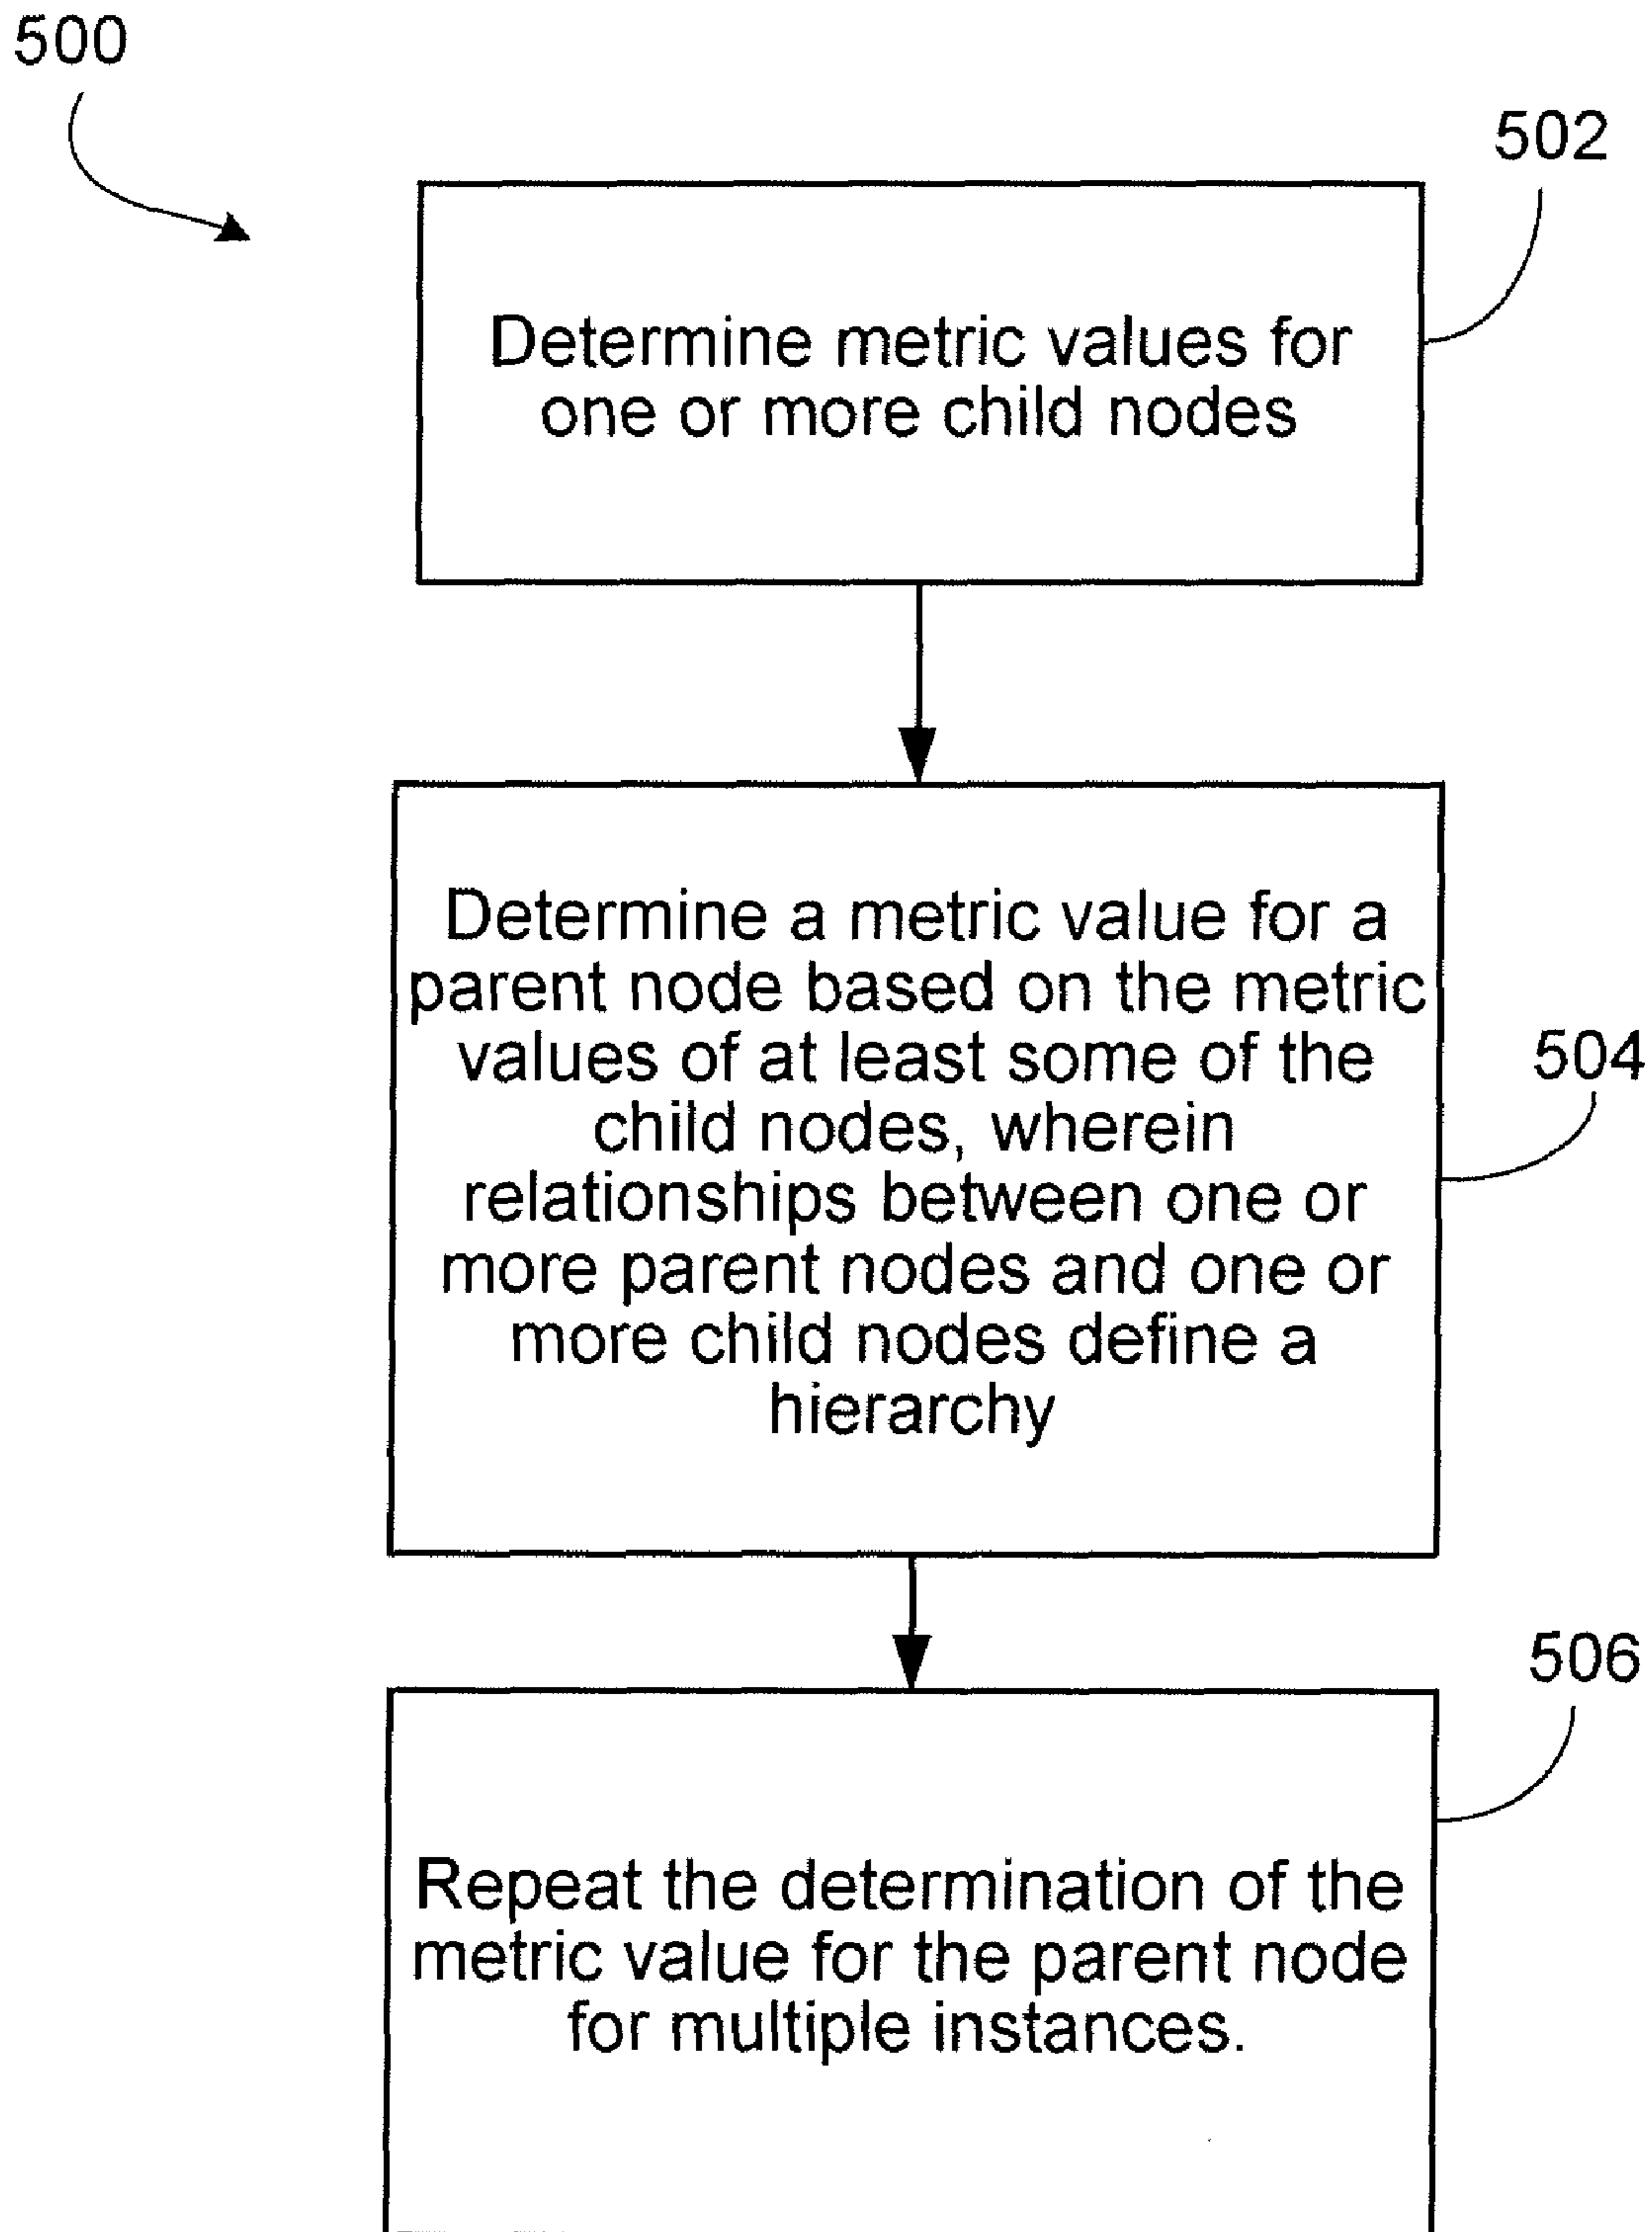 500
502
Determine metric values for
one or more child nodes
Determine a metric value for a
parent node based on the metric
values of at least some of the
child nodes, wherein
relationships between one or
more parent nodes and one or
more child nodes define a
hierarchy
504
506
Repeat the determination of the
metric value for the parent node
for multiple instances.